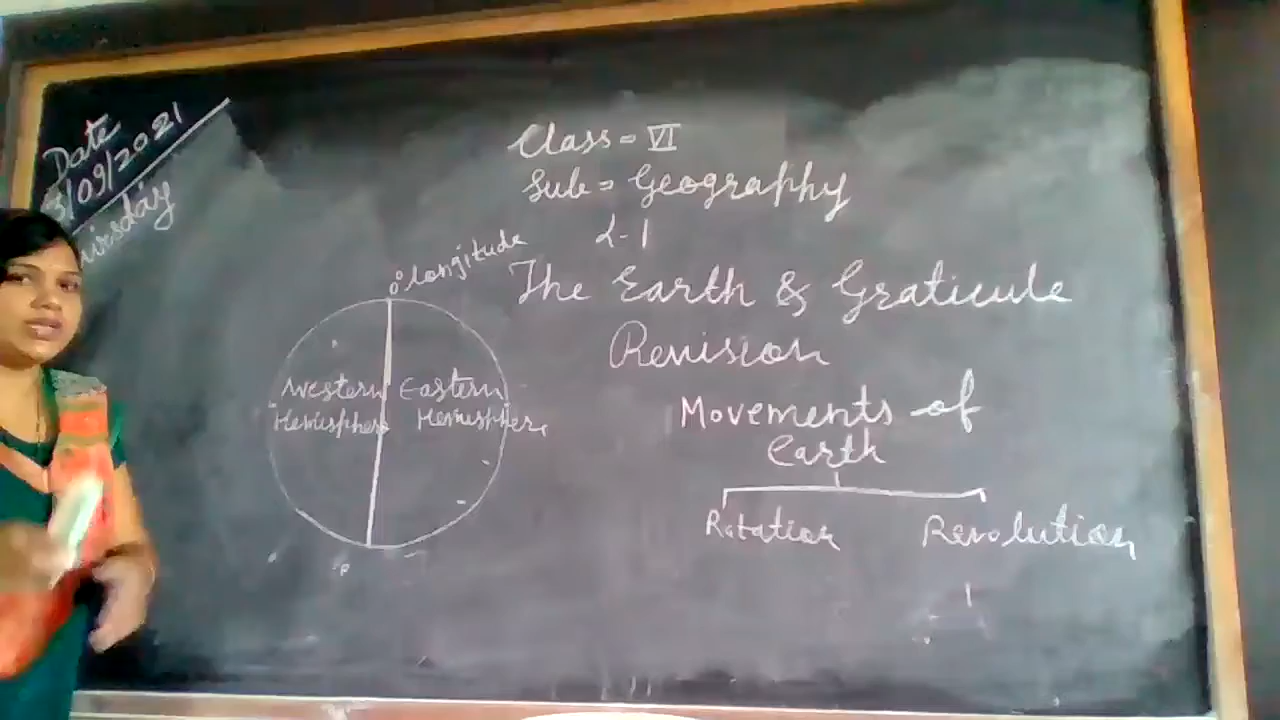 Date
3/09/2021
Class = VI
Sub = Geography
L-1
The Earth & Graticule
Revision
0° longitude
Western
Hemisphere
Eastern
Hemisphere
Movements of
Earth
Rotation
Revolution